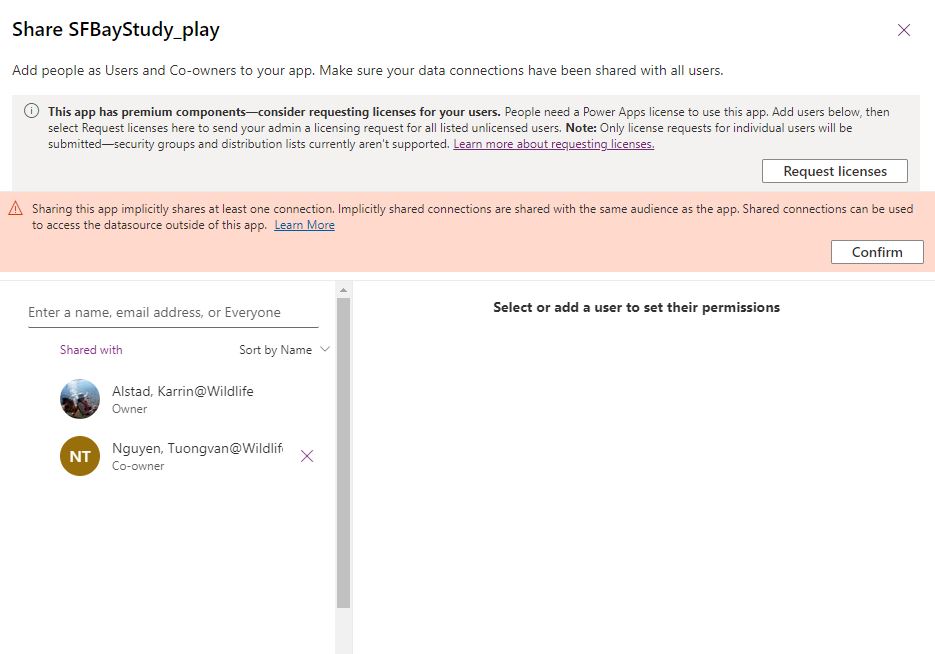 Share SFBayStudy_play
Add people as Users and Co-owners to your app. Make sure your data connections have been shared with all users.
This app has premium components—consider requesting licenses for your users. People need a Power Apps license to use this app. Add users below, then
select Request licenses here to send your admin a licensing request for all listed unlicensed users. Note: Only license requests for individual users will be
submitted—security groups and distribution lists currently aren't supported. Learn more about requesting licenses.
Request licenses
Sharing this app implicitly shares at least one connection. Implicitly shared connections are shared with the same audience as the app. Shared connections can be used
to access the datasource outside of this app. Learn More
Confirm
Enter a name, email address, or Everyone
Shared with
Sort by Name
Alstad, Karrin@Wildlife
Owner
NT
Nguyen, Tuongvan@Wildlif
Co-owner
Select or add a user to set their permissions